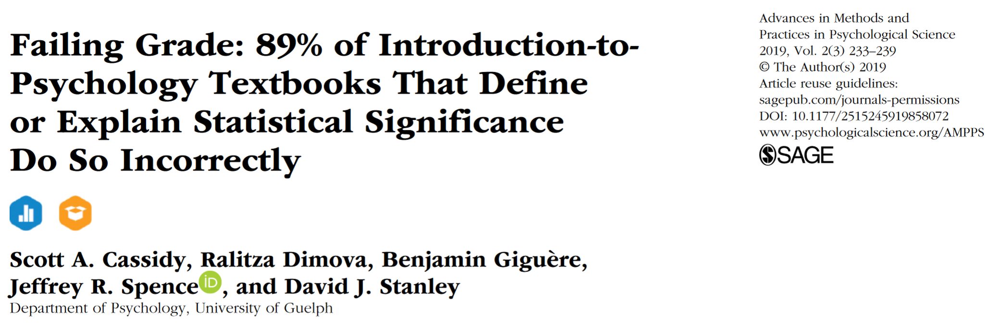 Failing Grade: 89% of Introduction-to-
Psychology Textbooks That Define
or Explain Statistical Significance
Do So Incorrectly
Advances in Methods and
Practices in Psychological Science
2019, Vol. 2(3) 233–239
© The Author(s) 2019
Article reuse guidelines:
sagepub.com/journals-permissions
DOI: 10.1177/2515245919858072
www.psychologicalscience.org/AMPPS
SAGE
Scott A. Cassidy, Ralitza Dimova, Benjamin Giguère,
Jeffrey R. Spence iD, and David J. Stanley
Department of Psychology, University of Guelph